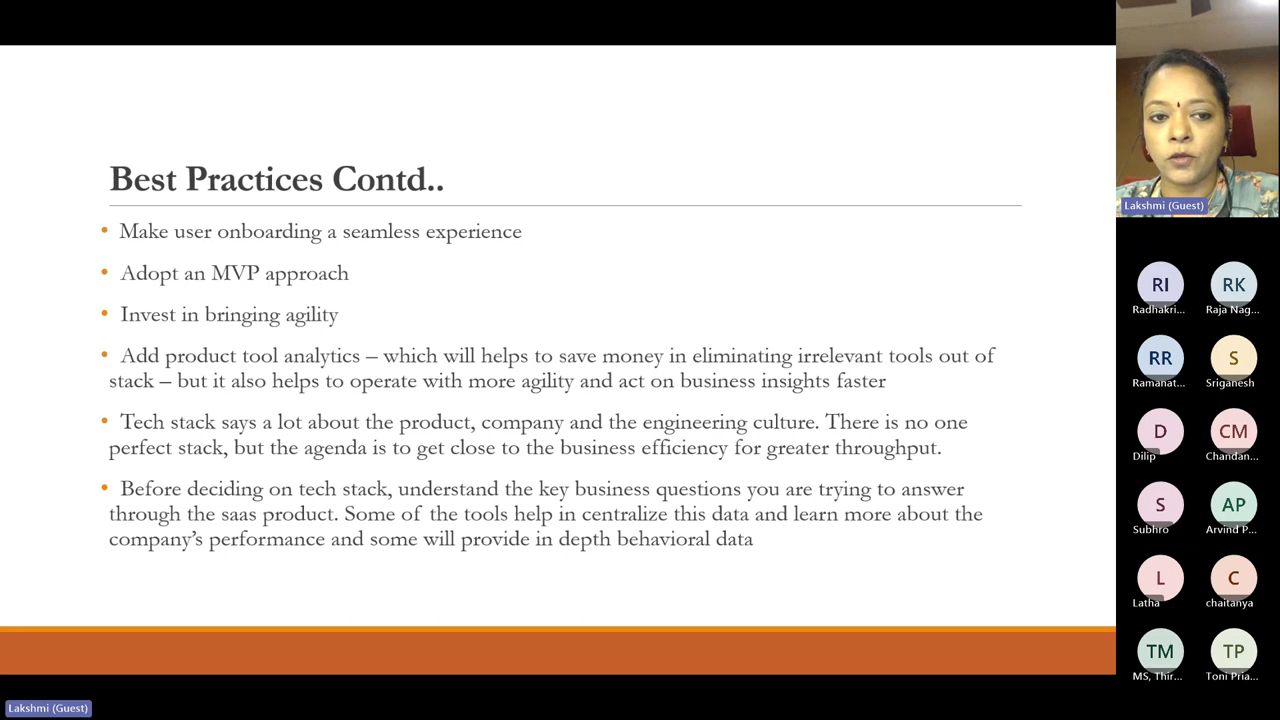 Best Practices Contd..
• Make user onboarding a seamless experience
• Adopt an MVP approach
• Invest in bringing agility
• Add product tool analytics – which will helps to save money in eliminating irrelevant tools out of
stack – but it also helps to operate with more agility and act on business insights faster
• Tech stack says a lot about the product, company and the engineering culture. There is no one
perfect stack, but the agenda is to get close to the business efficiency for greater throughput.
• Before deciding on tech stack, understand the key business questions you are trying to answer
through the saas product. Some of the tools help in centralize this data and learn more about the
company’s performance and some will provide in depth behavioral data
Lakshmi (Guest)
RI RK
Radhakri... Raja Nag...
RR S
Ramanat... Sriganesh
D CM
Dilip Chandan...
S AP
Subhro Arvind P...
L C
Latha chaitanya
TM TP
MS, Thir... Toni Pria...
Lakshmi (Guest)